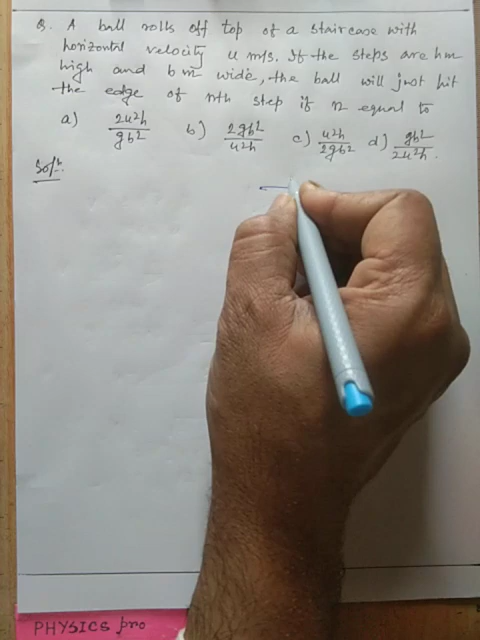 Q. A ball rolls off top of a staircase with
horizontal velocity u m/s. If the steps are hm
high and b m wide, the ball will just hit
the edge of nth step if n equal to
a) 2u²h/gb² b) 2gb²/u²h c) u²h/2gb² d) gb²/2u²h.
Solⁿ:
PHYSICS pro